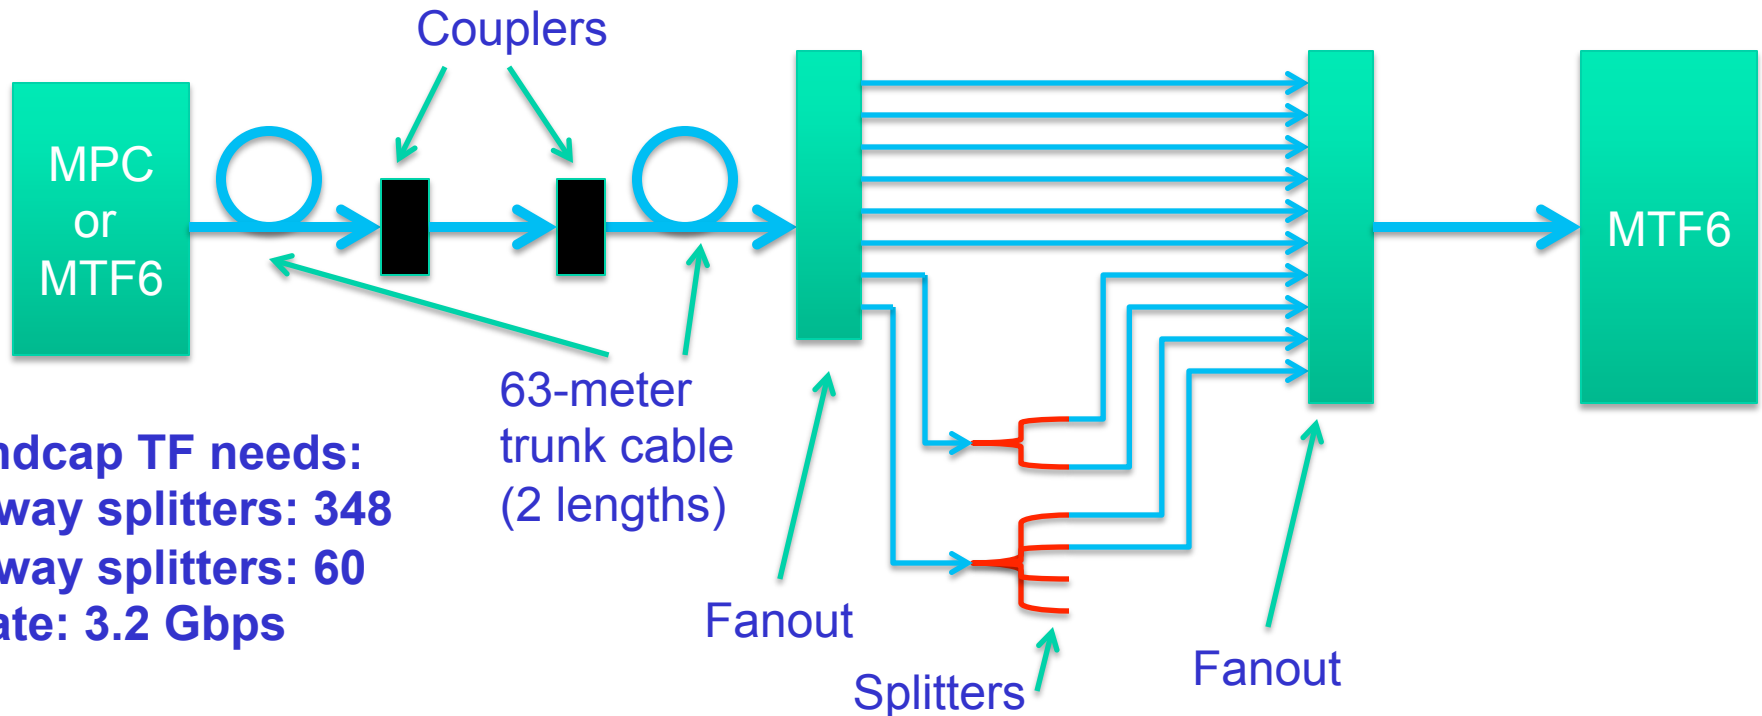 Couplers
MPC
or
MTF6
MTF6
63-meter
trunk cable
(2 lengths)
ndcap TF needs:
way splitters: 348
way splitters: 60
ate: 3.2 Gbps
Fanout
Splitters
Fanout